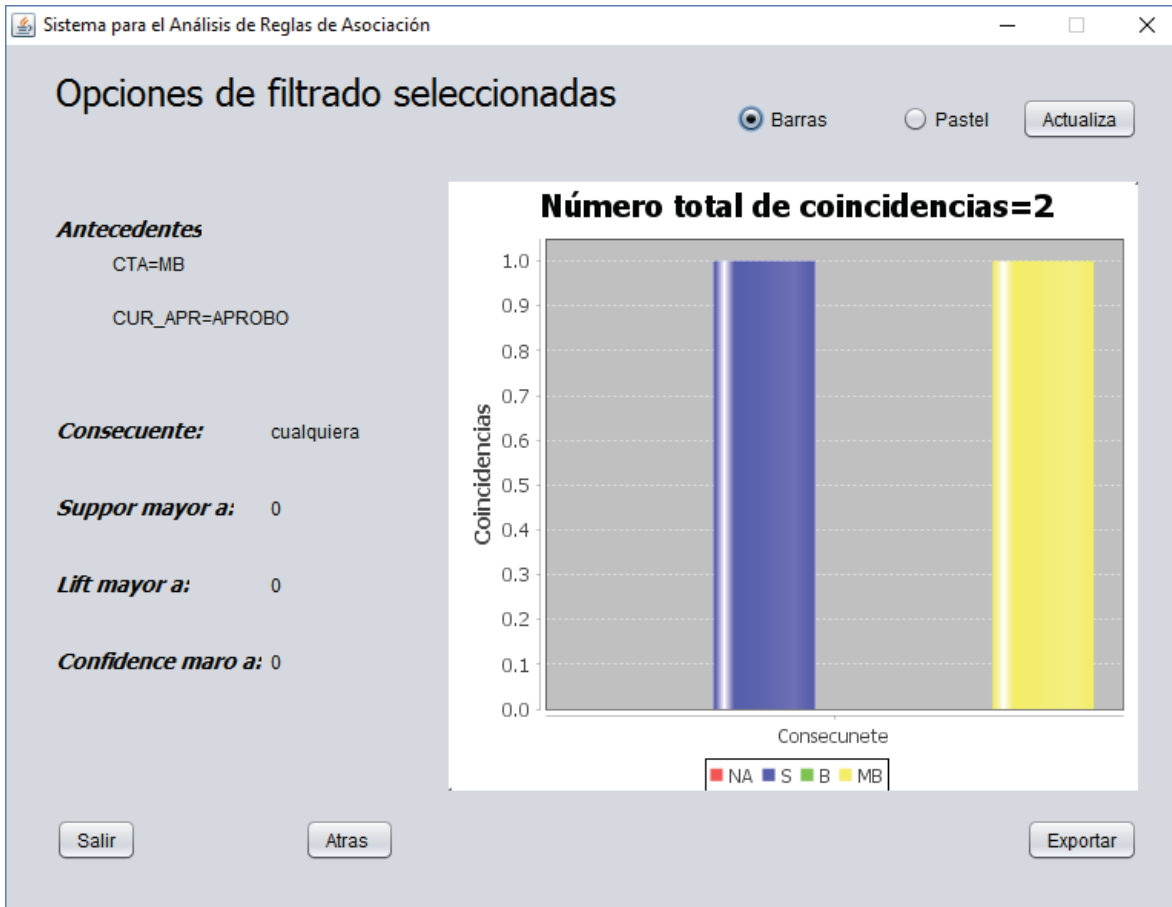 Sistema para el Análisis de Reglas de Asociación
Opciones de filtrado seleccionadas
Barras
Pastel
Actualiza
Antecedentes
CTA=MB
CUR_APR=APROBO
Consecuente: cualquiera
Suppor mayor a: 0
Lift mayor a: 0
Confidence maro a: 0
Número total de coincidencias=2
Coincidencias
1.0
0.9
0.8
0.7
0.6
0.5
0.4
0.3
0.2
0.1
0.0
Consecunete
NA S B MB
Salir
Atras
Exportar